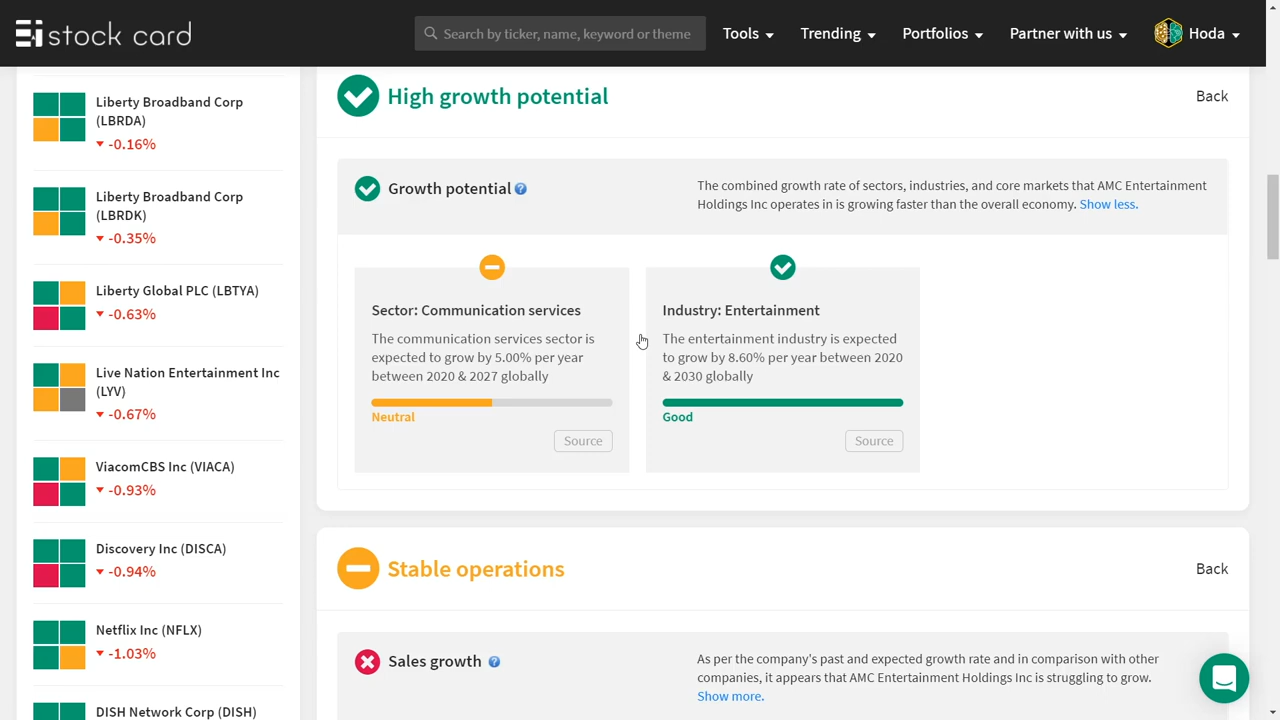 stock card
Search by ticker, name, keyword or theme
Tools
Trending
Portfolios
Partner with us
Hoda
Liberty Broadband Corp
(LBRDA)
-0.16%
Liberty Broadband Corp
(LBRDK)
-0.35%
Liberty Global PLC (LBTYA)
-0.63%
Live Nation Entertainment Inc
(LYV)
-0.67%
ViacomCBS Inc (VIACA)
-0.93%
Discovery Inc (DISCA)
-0.94%
Netflix Inc (NFLX)
-1.03%
DISH Network Corp (DISH)
High growth potential
Back
Growth potential ?
The combined growth rate of sectors, industries, and core markets that AMC Entertainment
Holdings Inc operates in is growing faster than the overall economy. Show less.
Sector: Communication services
The communication services sector is
expected to grow by 5.00% per year
between 2020 & 2027 globally
Neutral
Source
Industry: Entertainment
The entertainment industry is expected
to grow by 8.60% per year between 2020
& 2030 globally
Good
Source
Stable operations
Back
Sales growth ?
As per the company's past and expected growth rate and in comparison with other
companies, it appears that AMC Entertainment Holdings Inc is struggling to grow.
Show more.